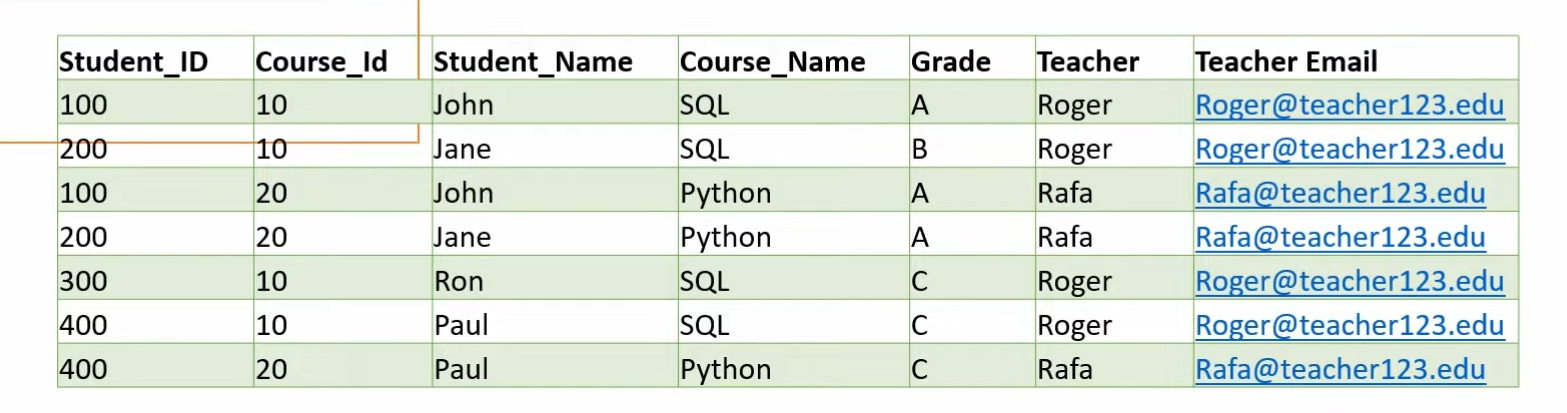 Student_ID Course_Id Student_Name Course_Name Grade Teacher Teacher Email
100 10 John SQL A Roger Roger@teacher123.edu
200 10 Jane SQL B Roger Roger@teacher123.edu
100 20 John Python A Rafa Rafa@teacher123.edu
200 20 Jane Python A Rafa Rafa@teacher123.edu
300 10 Ron SQL C Roger Roger@teacher123.edu
400 10 Paul SQL C Roger Roger@teacher123.edu
400 20 Paul Python C Rafa Rafa@teacher123.edu